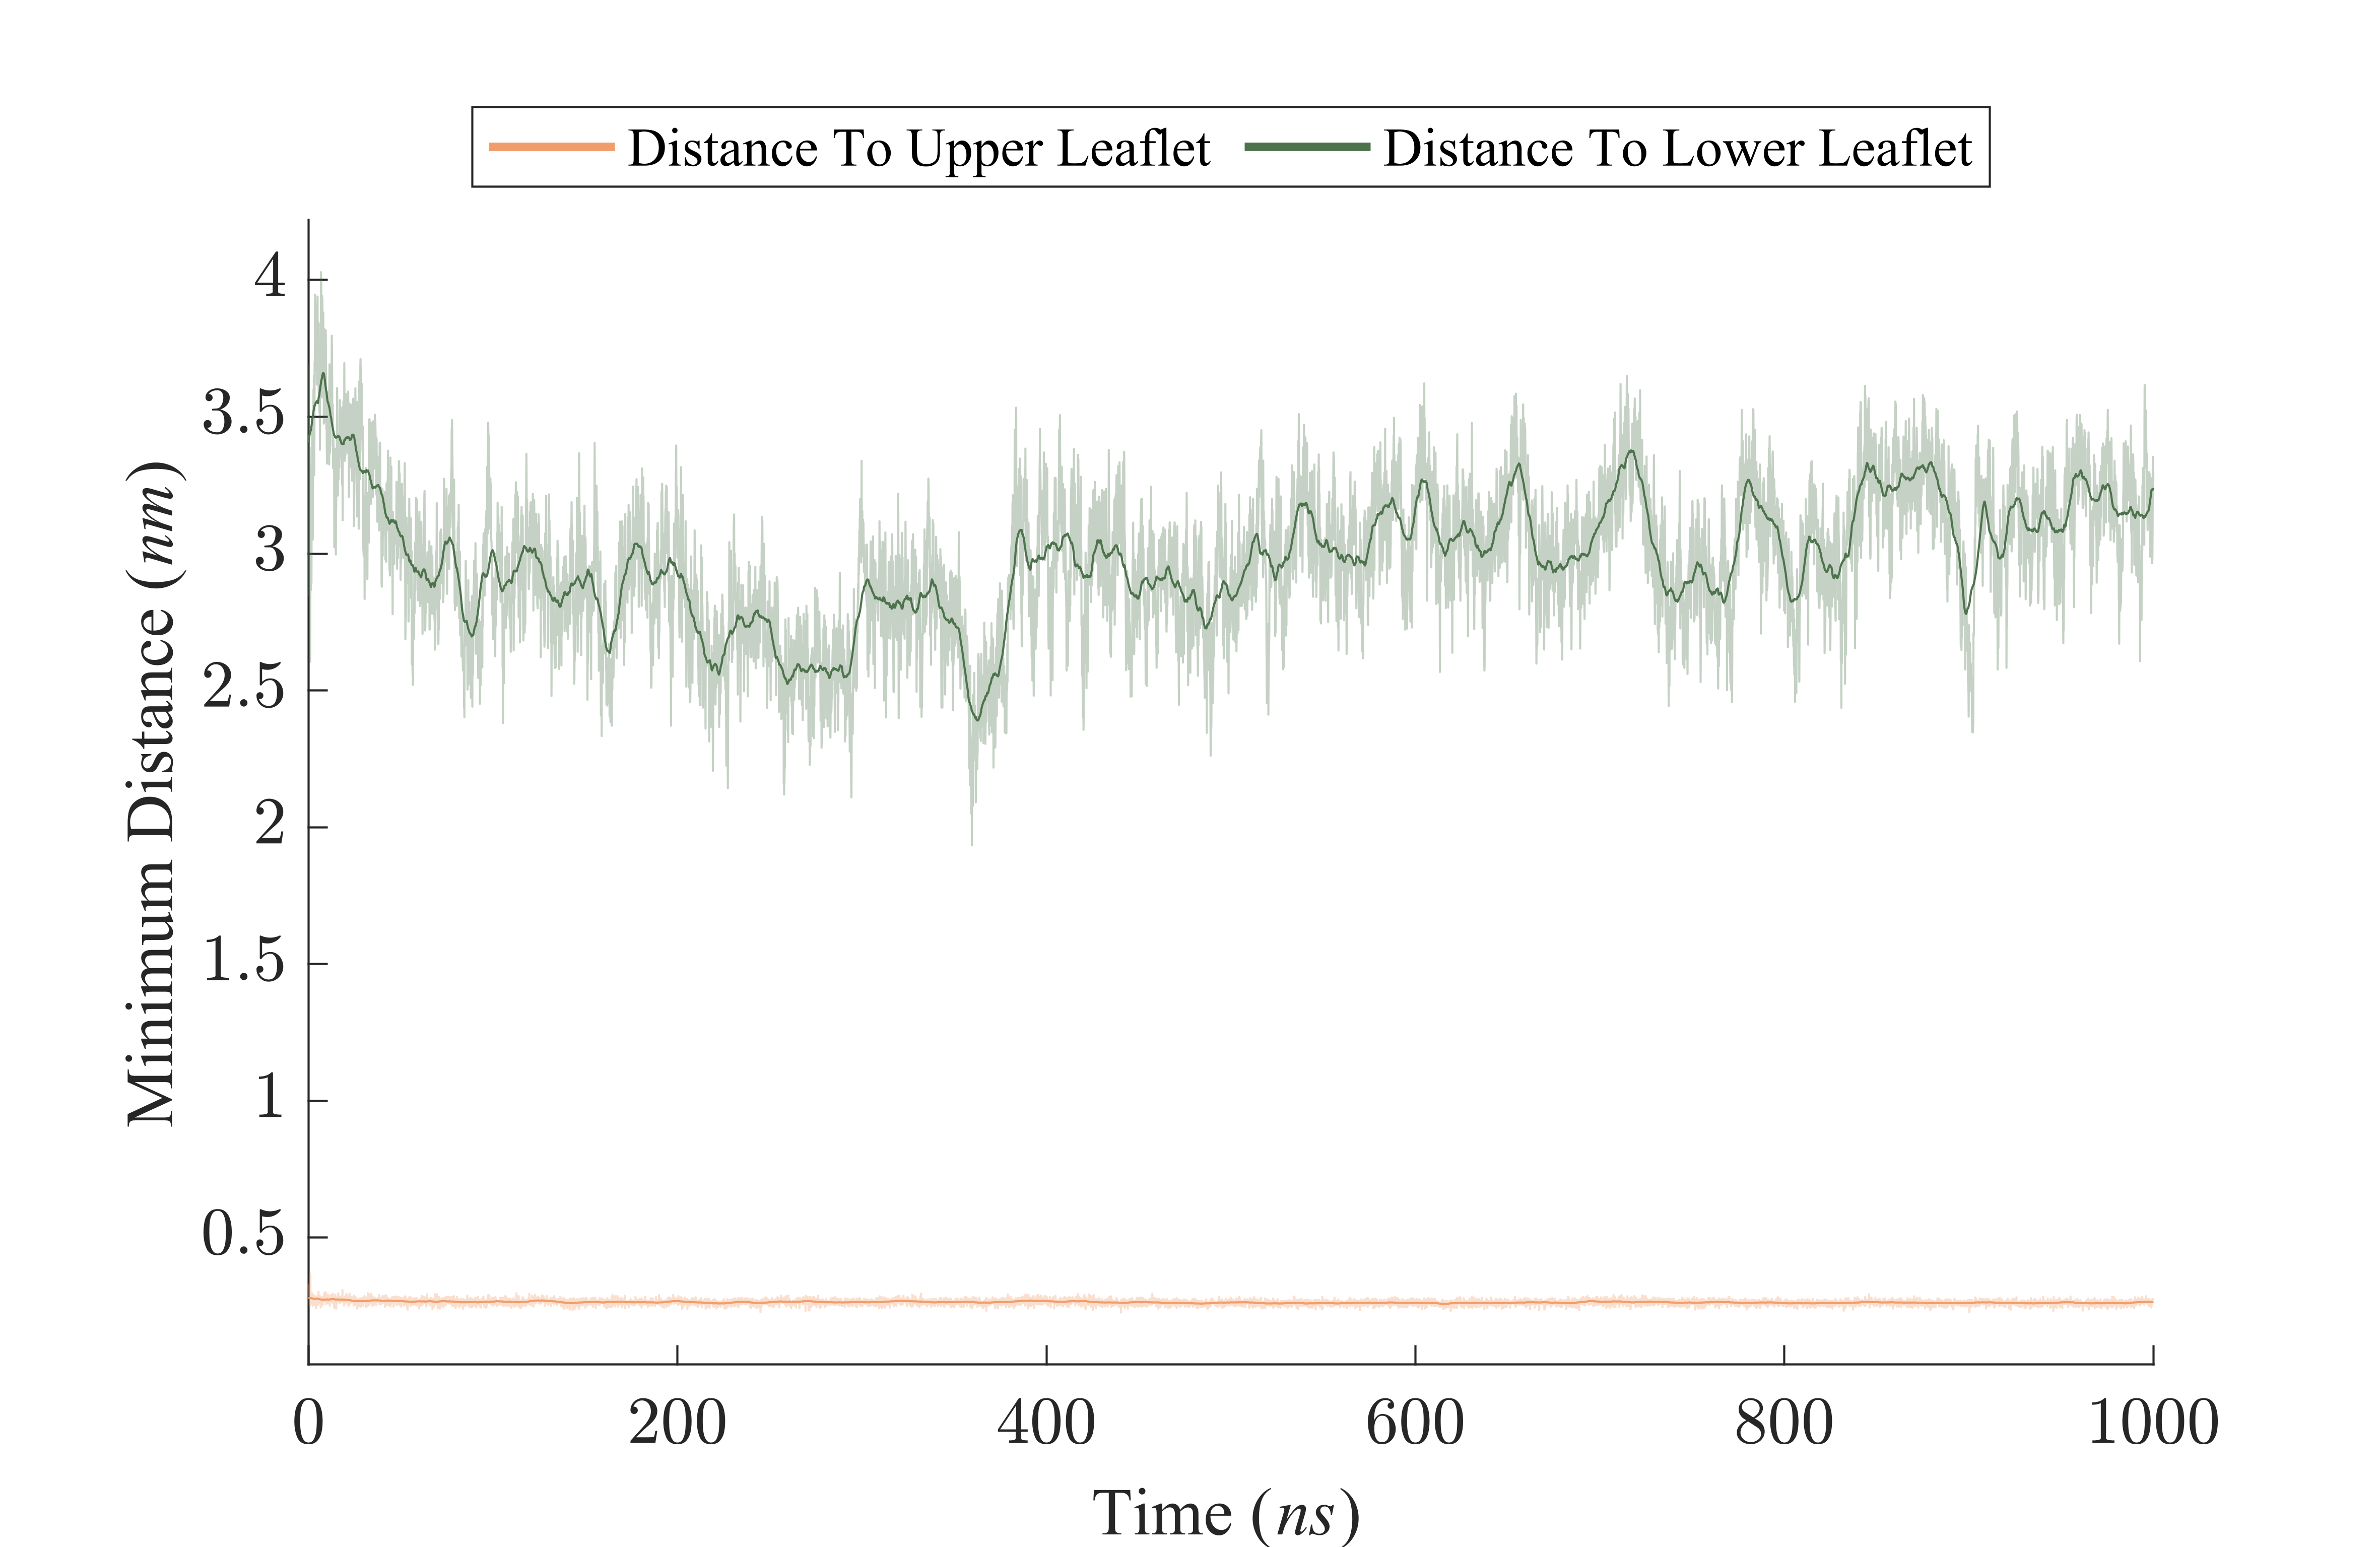 Distance To Upper Leaflet Distance To Lower Leaflet
Minimum Distance (nm)
4
3.5
3
2.5
2
1.5
1
0.5
0 200 400 600 800 1000
Time (ns)